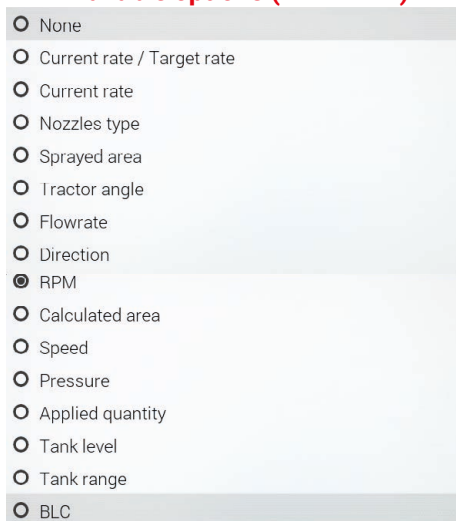 None
Current rate / Target rate
Current rate
Nozzles type
Sprayed area
Tractor angle
Flowrate
Direction
RPM
Calculated area
Speed
Pressure
Applied quantity
Tank level
Tank range
BLC